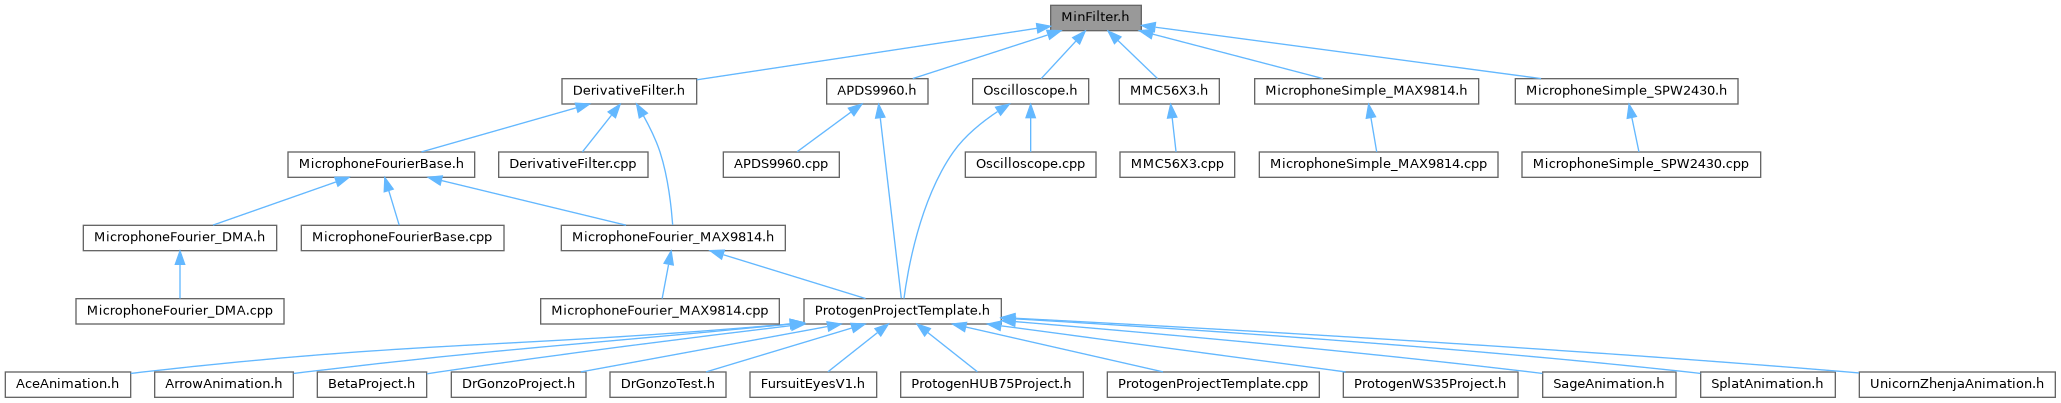 MinFilter.h
DerivativeFilter.h
APDS9960.h
Oscilloscope.h
MMC56X3.h
MicrophoneSimple_MAX9814.h
MicrophoneSimple_SPW2430.h
MicrophoneFourierBase.h
DerivativeFilter.cpp
APDS9960.cpp
Oscilloscope.cpp
MMC56X3.cpp
MicrophoneSimple_MAX9814.cpp
MicrophoneSimple_SPW2430.cpp
MicrophoneFourier_DMA.h
MicrophoneFourierBase.cpp
MicrophoneFourier_MAX9814.h
MicrophoneFourier_DMA.cpp
MicrophoneFourier_MAX9814.cpp
ProtogenProjectTemplate.h
AceAnimation.h
ArrowAnimation.h
BetaProject.h
DrGonzoProject.h
DrGonzoTest.h
FursuitEyesV1.h
ProtogenHUB75Project.h
ProtogenProjectTemplate.cpp
ProtogenWS35Project.h
SageAnimation.h
SplatAnimation.h
UnicornZhenjaAnimation.h